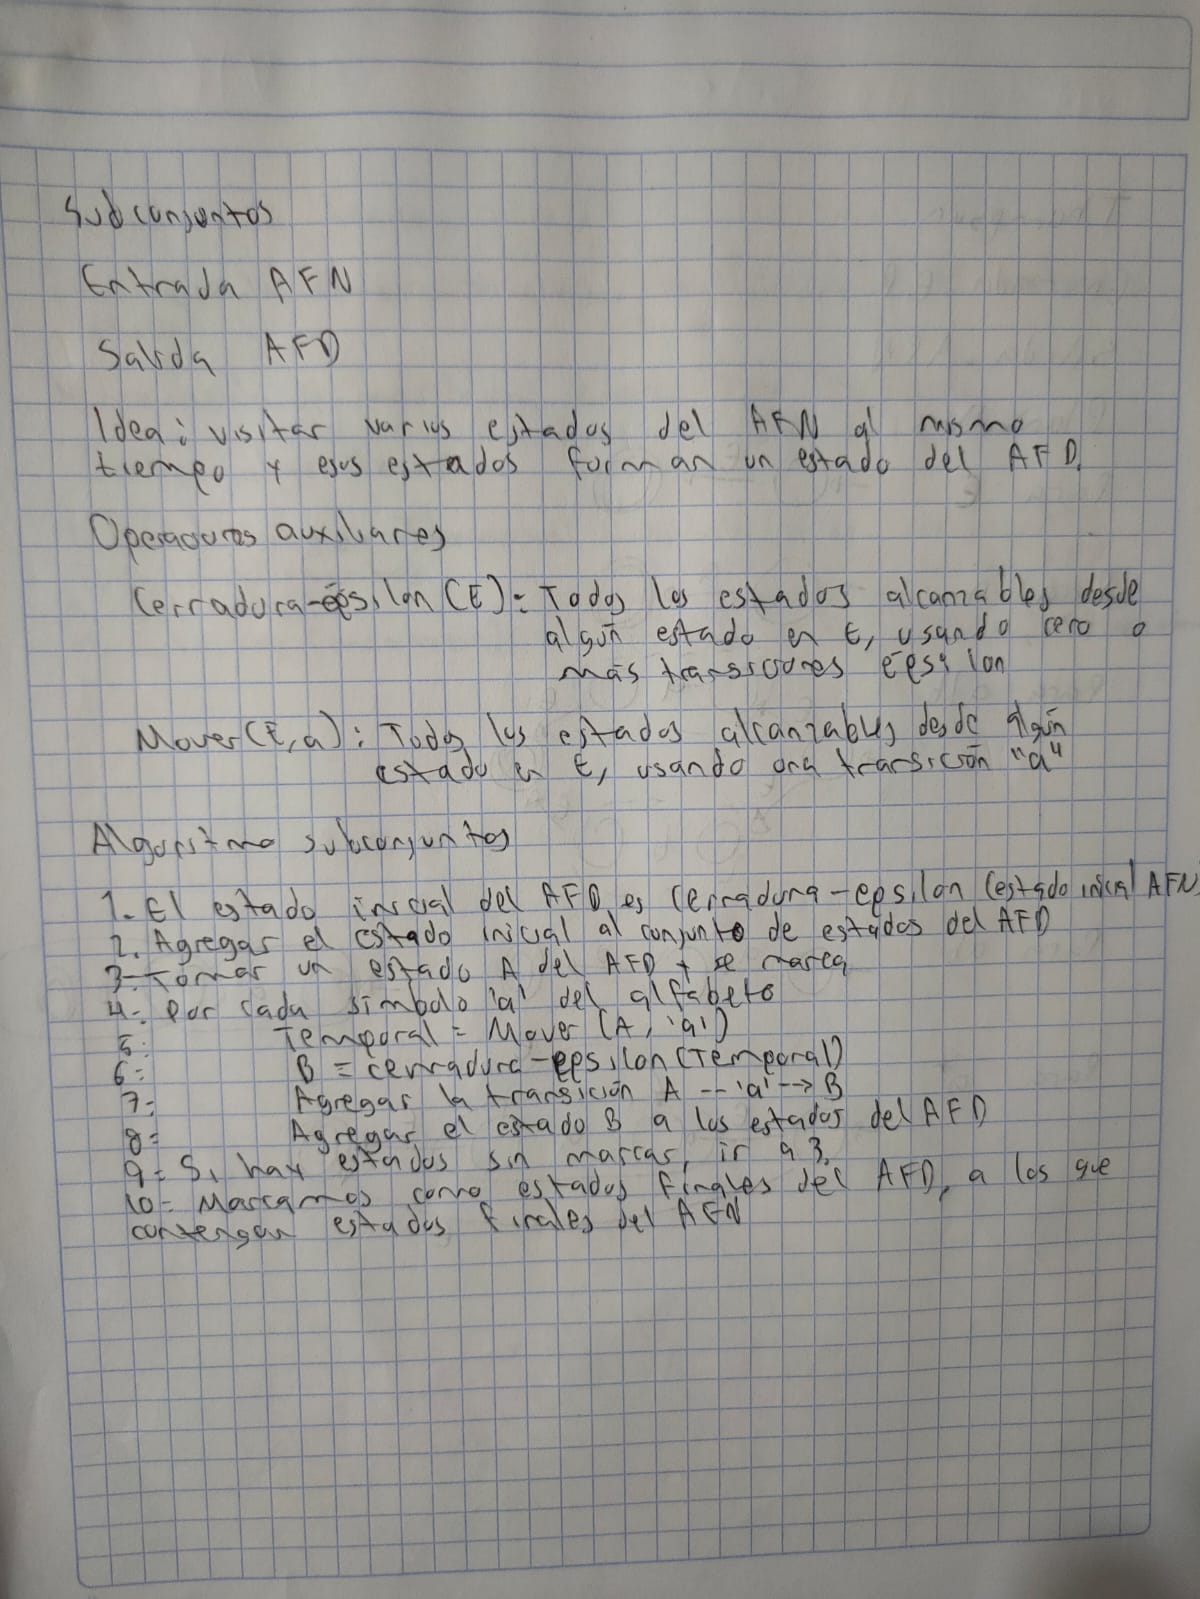 Subconjuntos
Entrada AFN
Salida AFD
Idea: visitar varios estados del AFN al mismo
tiempo y esos estados forman un estado del AFD.
Operadores auxiliares
Cerradura-épsilon (E): Todos los estados alcanzables desde
algún estado en E, usando cero o
más transiciones épsilon
Mover(E,a): Todos los estados alcanzables desde algún
estado en E, usando una transición "a"
Algoritmo subconjuntos
1.- El estado inicial del AFD es Cerradura-epsilon (estado inicial AFN
2. Agregar el estado inicial al conjunto de estados del AFD
3- Tomar un estado A del AFD y se marca
4- Por cada símbolo 'a' del alfabeto
5: Temporal = Mover (A, 'a')
6: B = cerradura-epsilon (Temporal)
7: Agregar la transición A --'a'--> B
8: Agregar el estado B a los estados del AFD
9: Si hay estados sin marcar, ir a 3.
10- Marcamos como estados finales del AFD, a los que
contengan estados finales del AFN